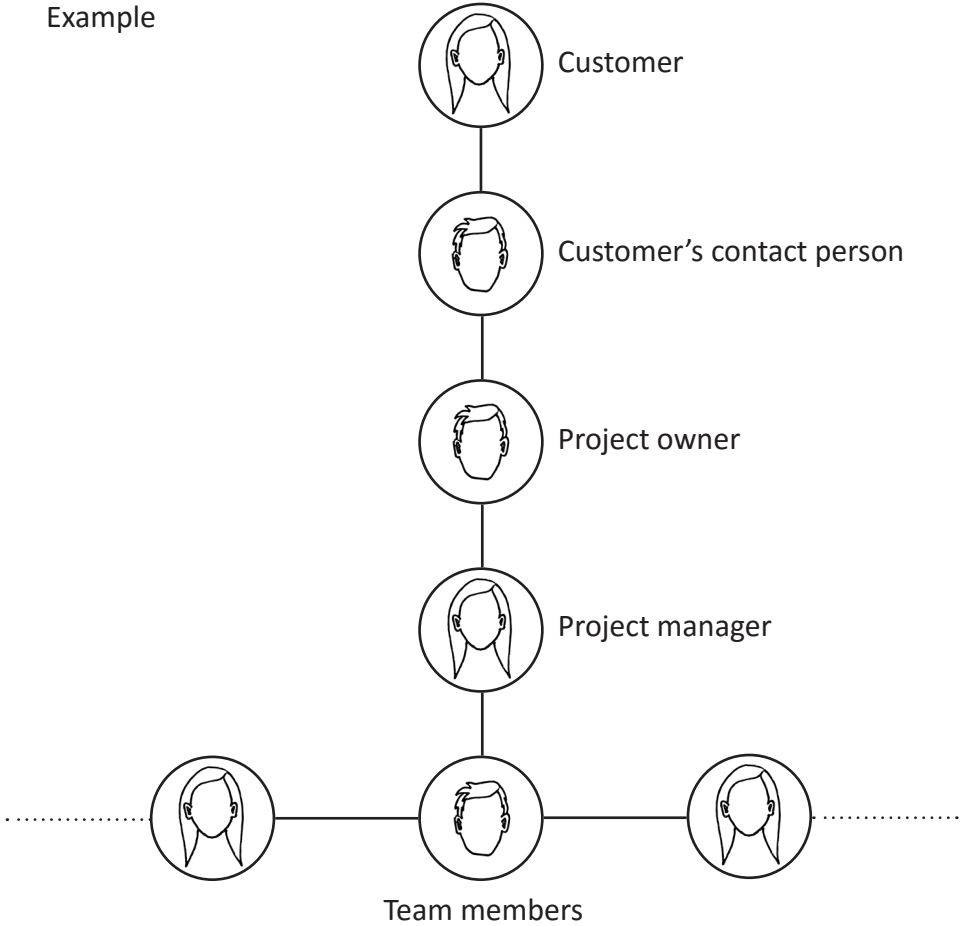 Example
Customer
Customer’s contact person
Project owner
Project manager
Team members